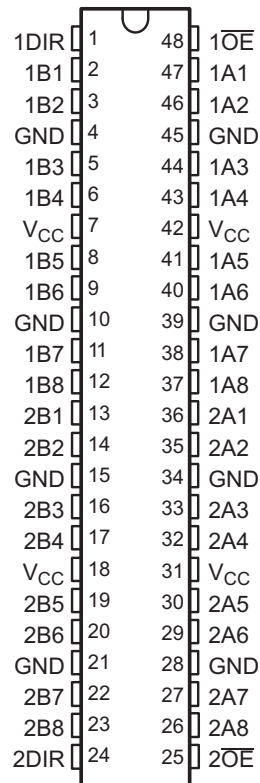 1DIR 1 48 1O̅E̅ 
1B1 2 47 1A1
1B2 3 46 1A2
GND 4 45 GND
1B3 5 44 1A3
1B4 6 43 1A4
VCC 7 42 VCC
1B5 8 41 1A5
1B6 9 40 1A6
GND 10 39 GND
1B7 11 38 1A7
1B8 12 37 1A8
2B1 13 36 2A1
2B2 14 35 2A2
GND 15 34 GND
2B3 16 33 2A3
2B4 17 32 2A4
VCC 18 31 VCC
2B5 19 30 2A5
2B6 20 29 2A6
GND 21 28 GND
2B7 22 27 2A7
2B8 23 26 2A8
2DIR 24 25 2O̅E̅